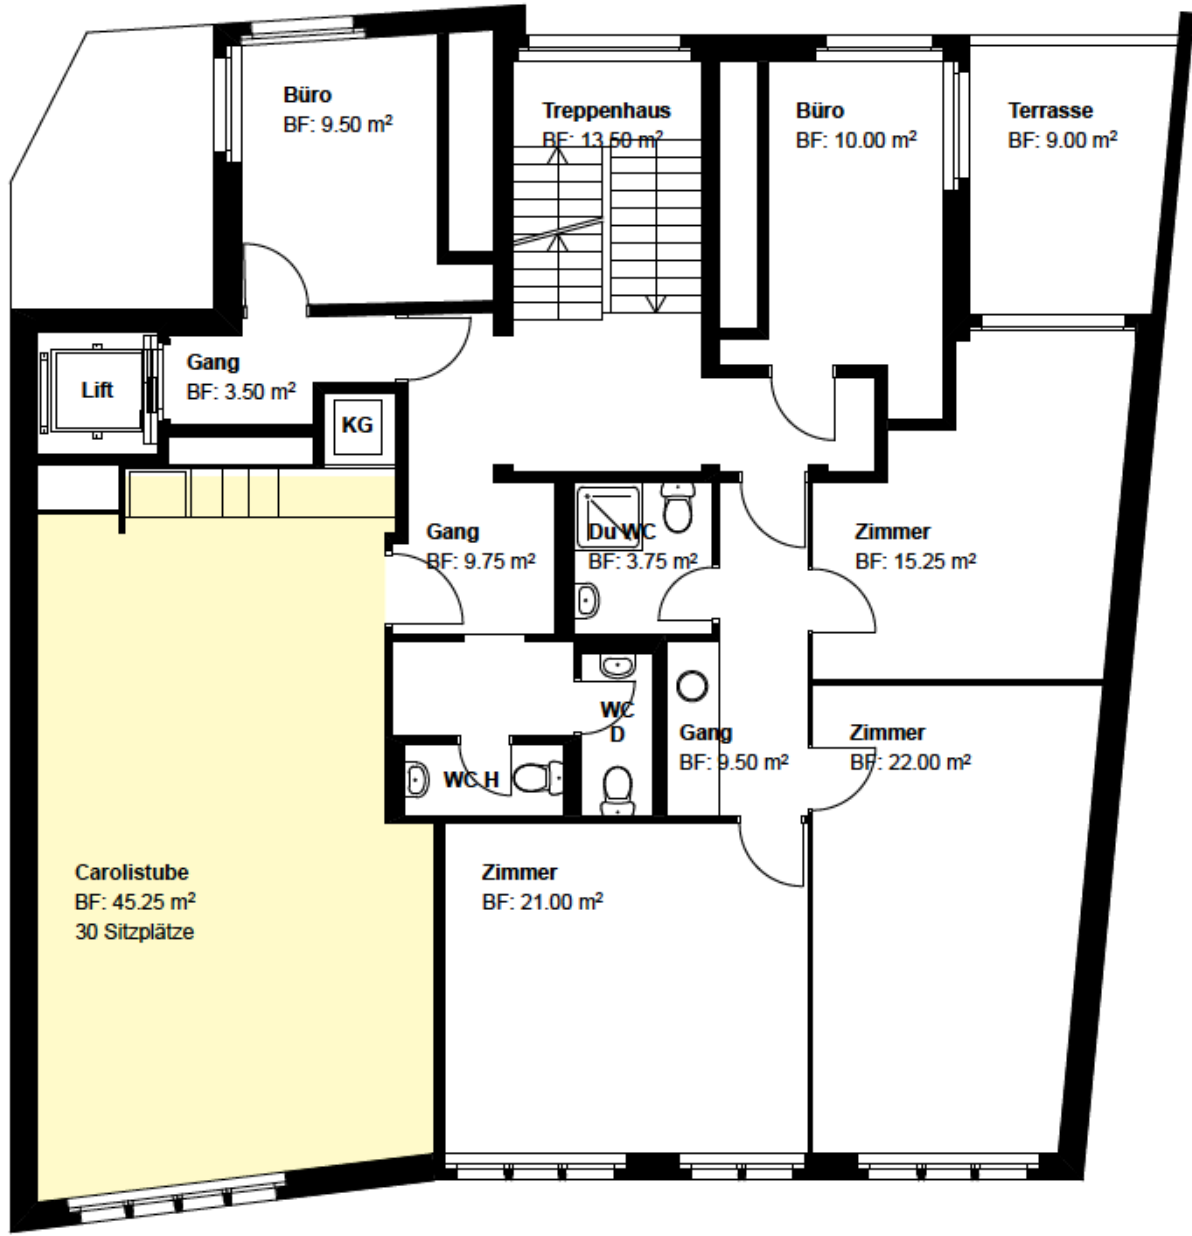 Büro
BF: 9.50 m²
Treppenhaus
BF: 13.50 m²
Büro
BF: 10.00 m²
Terrasse
BF: 9.00 m²
Lift
Gang
BF: 3.50 m²
KG
Gang
BF: 9.75 m²
Du WC
BF: 3.75 m²
Zimmer
BF: 15.25 m²
WC
D
Gang
BF: 9.50 m²
Zimmer
BF: 22.00 m²
WC H
Carolistube
BF: 45.25 m²
30 Sitzplätze
Zimmer
BF: 21.00 m²